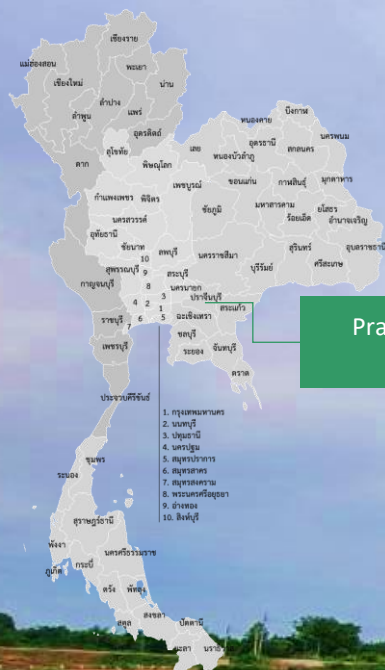 เชียงราย
แม่ฮ่องสอน
พะเยา
เชียงใหม่
น่าน
ลำปาง
แพร่
ลำพูน
อุตรดิตถ์
สุโขทัย
ตาก
พิษณุโลก
กำแพงเพชร
พิจิตร
เพชรบูรณ์
นครสวรรค์
อุทัยธานี
ชัยนาท
ลพบุรี
บึงกาฬ
หนองคาย
นครพนม
อุดรธานี
สกลนคร
เลย
หนองบัวลำภู
ขอนแก่น
กาฬสินธุ์
มุกดาหาร
ชัยภูมิ
มหาสารคาม
ร้อยเอ็ด
ยโสธร
อำนาจเจริญ
นครราชสีมา
สุรินทร์
อุบลราชธานี
บุรีรัมย์
ศรีสะเกษ
10
สุพรรณบุรี
9
สระบุรี
8
นครนายก
กาญจนบุรี
4
2
3
ปราจีนบุรี
1
สระแก้ว
ราชบุรี
6
5
ฉะเชิงเทรา
7
ชลบุรี
เพชรบุรี
ระยอง
จันทบุรี
ตราด
Pra
ประจวบคีรีขันธ์
1. กรุงเทพมหานคร
2. นนทบุรี
3. ปทุมธานี
4. นครปฐม
5. สมุทรปราการ
6. สมุทรสาคร
7. สมุทรสงคราม
8. พระนครศรีอยุธยา
9. อ่างทอง
10. สิงห์บุรี
ชุมพร
ระนอง
สุราษฎร์ธานี
พังงา
นครศรีธรรมราช
ภูเก็ต
กระบี่
ตรัง
พัทลุง
สตูล
สงขลา
ปัตตานี
ยะลา